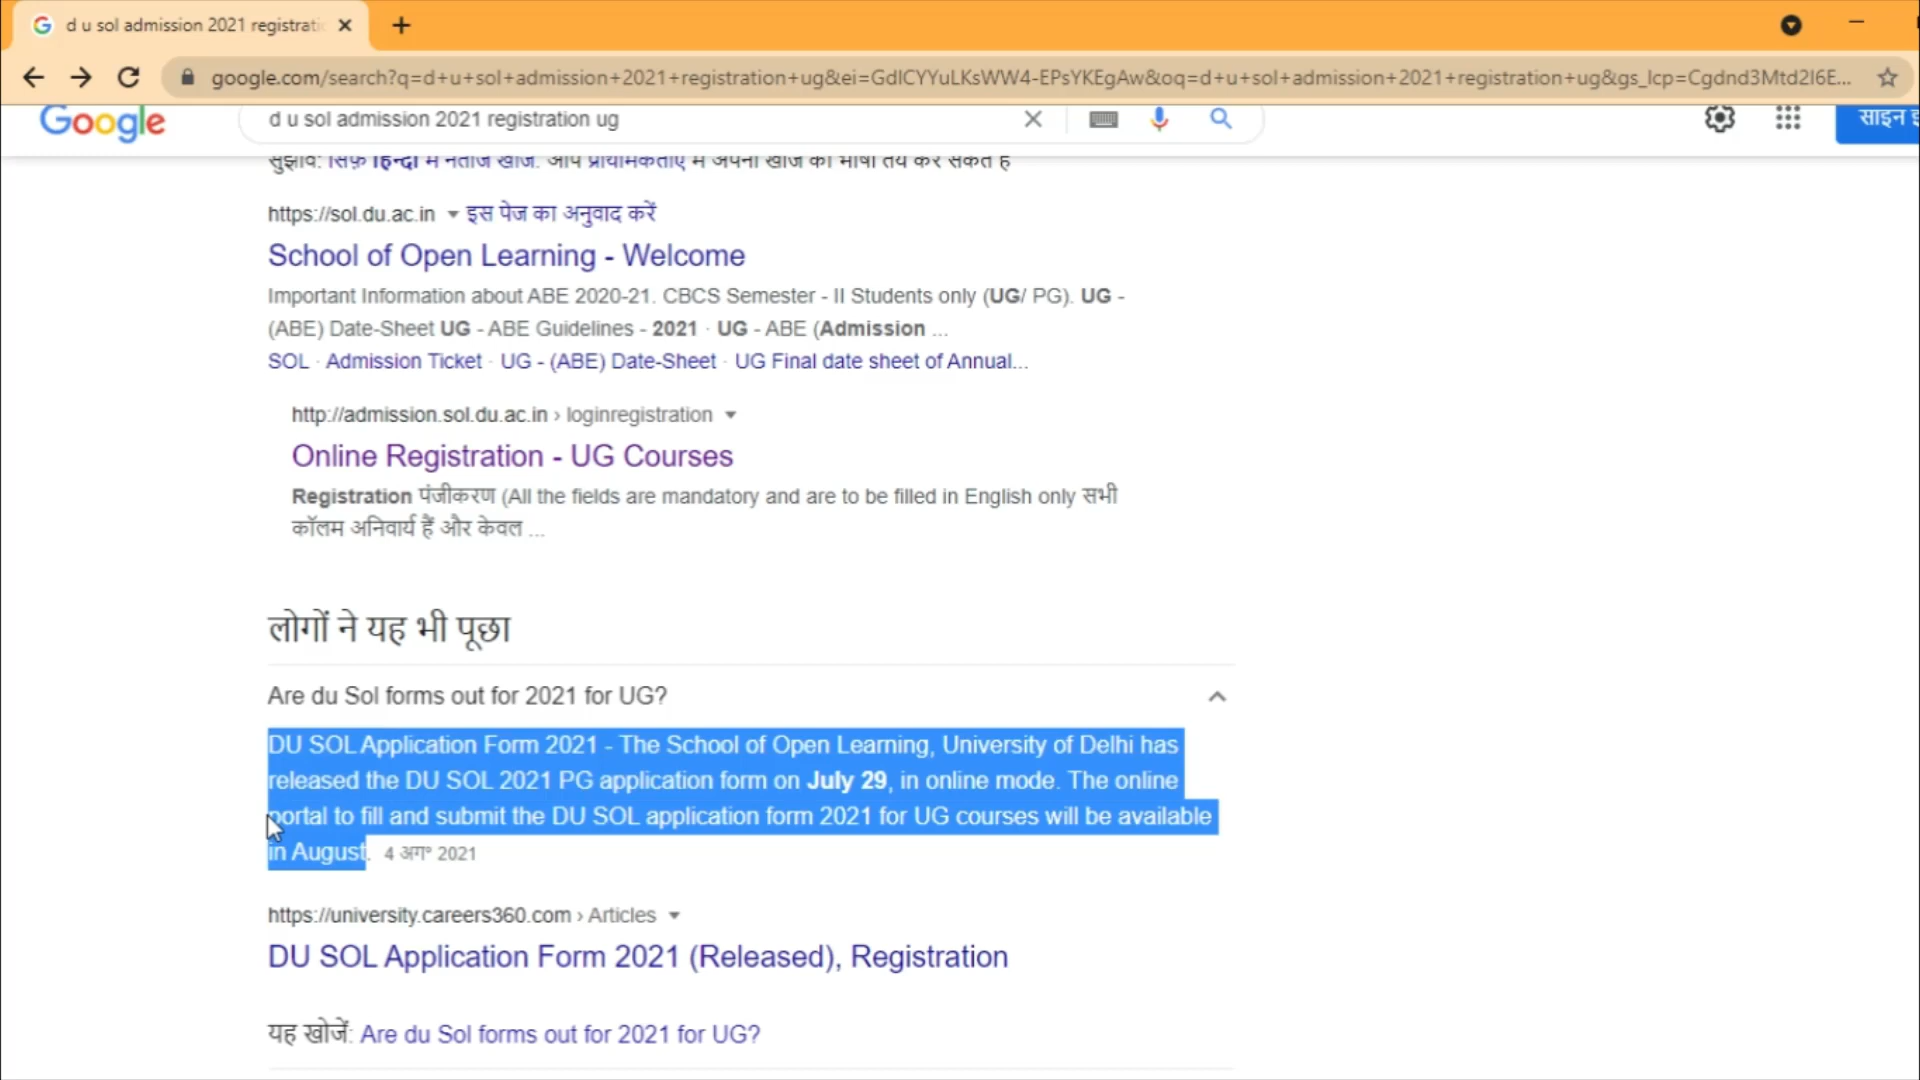 d u sol admission 2021 registrati
google.com/search?q=d+u+sol+admission+2021+registration+ug&ei=GdICYYuLKsWW4-EPsYKEgAw&oq=d+u+sol+admission+2021+registration+ug&gs_lcp=Cgdnd3Mtd2l6E...
Google
d u sol admission 2021 registration ug
साइन इ
सुझाव: सिर्फ़ हिन्दी में नतीजे खोजें. आप प्राथमिकताएं में अपनी खोज की भाषा तय कर सकते हैं
https://sol.du.ac.in इस पेज का अनुवाद करें
School of Open Learning - Welcome
Important Information about ABE 2020-21. CBCS Semester - II Students only (UG/ PG). UG -
(ABE) Date-Sheet UG - ABE Guidelines - 2021 · UG - ABE (Admission ...
SOL · Admission Ticket · UG - (ABE) Date-Sheet · UG Final date sheet of Annual...
http://admission.sol.du.ac.in › loginregistration
Online Registration - UG Courses
Registration पंजीकरण (All the fields are mandatory and are to be filled in English only सभी
कॉलम अनिवार्य हैं और केवल ...
लोगों ने यह भी पूछा
Are du Sol forms out for 2021 for UG?
DU SOL Application Form 2021 - The School of Open Learning, University of Delhi has
released the DU SOL 2021 PG application form on July 29, in online mode. The online
portal to fill and submit the DU SOL application form 2021 for UG courses will be available
in August. 4 अग॰ 2021
https://university.careers360.com › Articles
DU SOL Application Form 2021 (Released), Registration
यह खोजें: Are du Sol forms out for 2021 for UG?